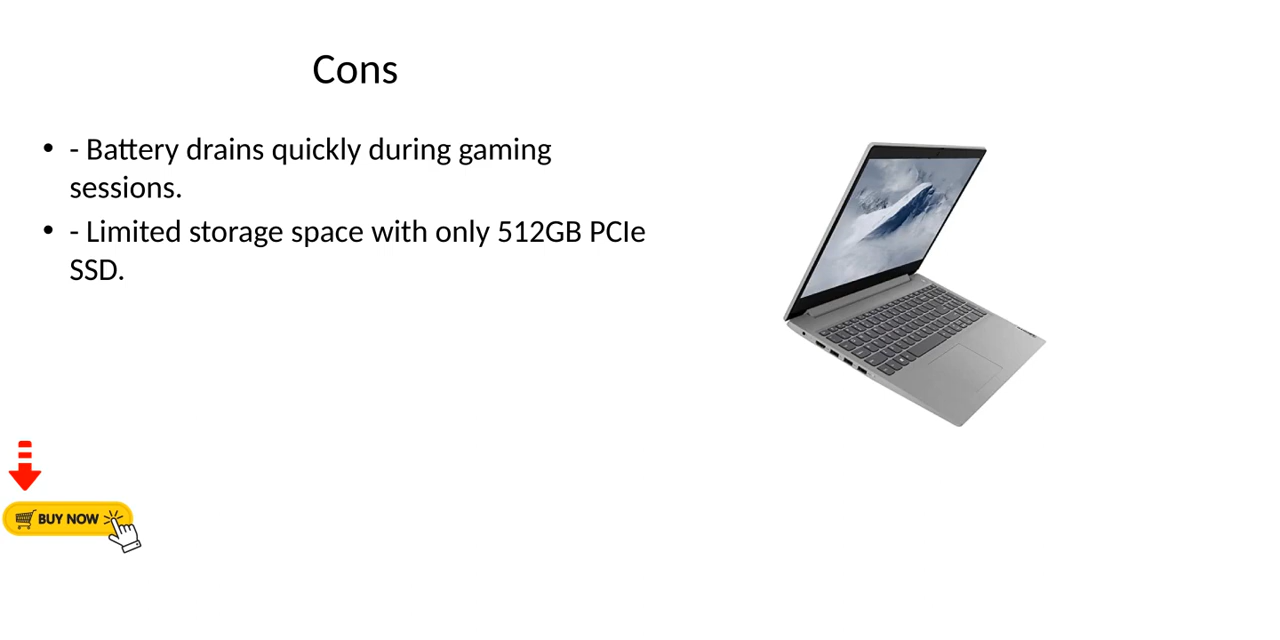 Cons
• - Battery drains quickly during gaming
sessions.
• - Limited storage space with only 512GB PCIe
SSD.
BUY NOW